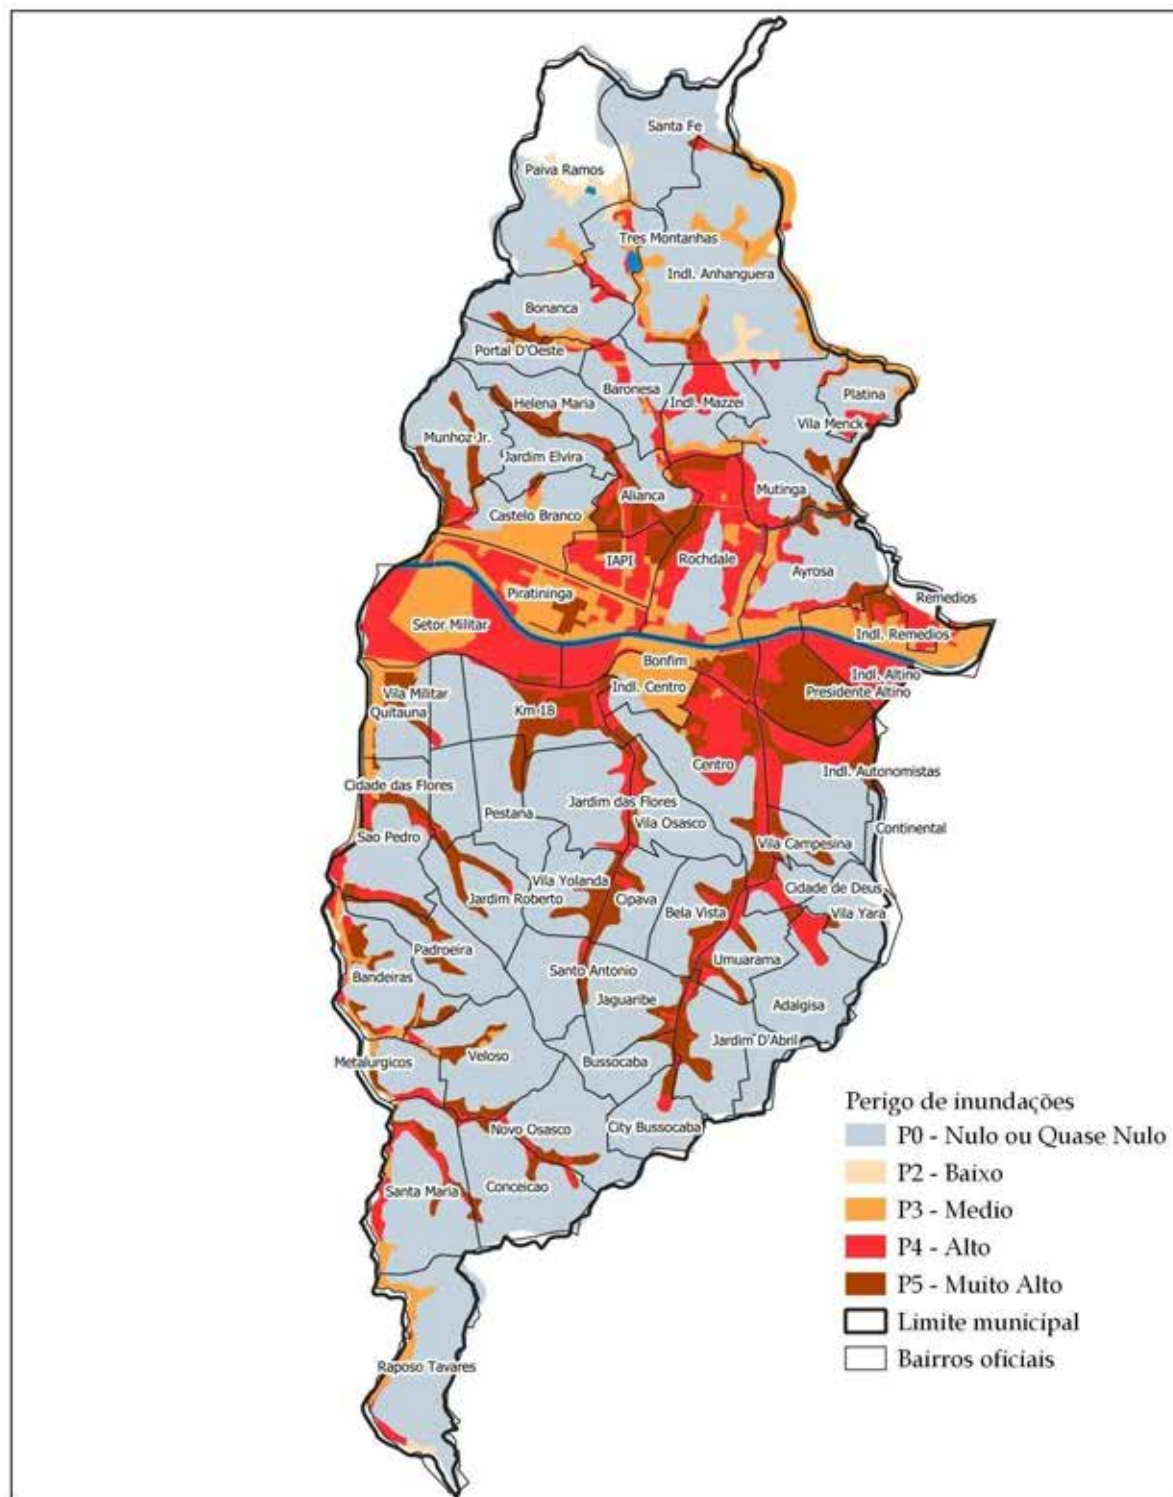 Santa Fe
Paiva Ramos
Tres Montanhas
Indl. Anhanguera
Bonanca
Portal D'Oeste
Baronesa
Platina
Indl. Mazzei
Helena Maria
Vila Menck
Munhoz Jr.
Jardim Elvira
Mutinga
Alianca
Castelo Branco
IAPI
Rochdale
Ayrosa
Piratininga
Remedios
Setor Militar
Indl. Remedios
Bonfim
Indl. Altino
Indl. Centro
Presidente Altino
Vila Militar
Quitauna
Km 18
Centro
Indl. Autonomistas
Cidade das Flores
Jardim das Flores
Pestana
Vila Osasco
Continental
Sao Pedro
Vila Campesina
Vila Yolanda
Cidade de Deus
Jardim Roberto
Cipava
Bela Vista
Vila Yara
Padroeira
Umuarama
Bandeiras
Santo Antonio
Jaguaribe
Adalgisa
Jardim D'Abril
Metalurgicos
Veloso
Bussocaba
Novo Osasco
City Bussocaba
Santa Maria
Conceicao
Raposo Tavares
Perigo de inundações
P0 - Nulo ou Quase Nulo
P2 - Baixo
P3 - Medio
P4 - Alto
P5 - Muito Alto
Limite municipal
Bairros oficiais